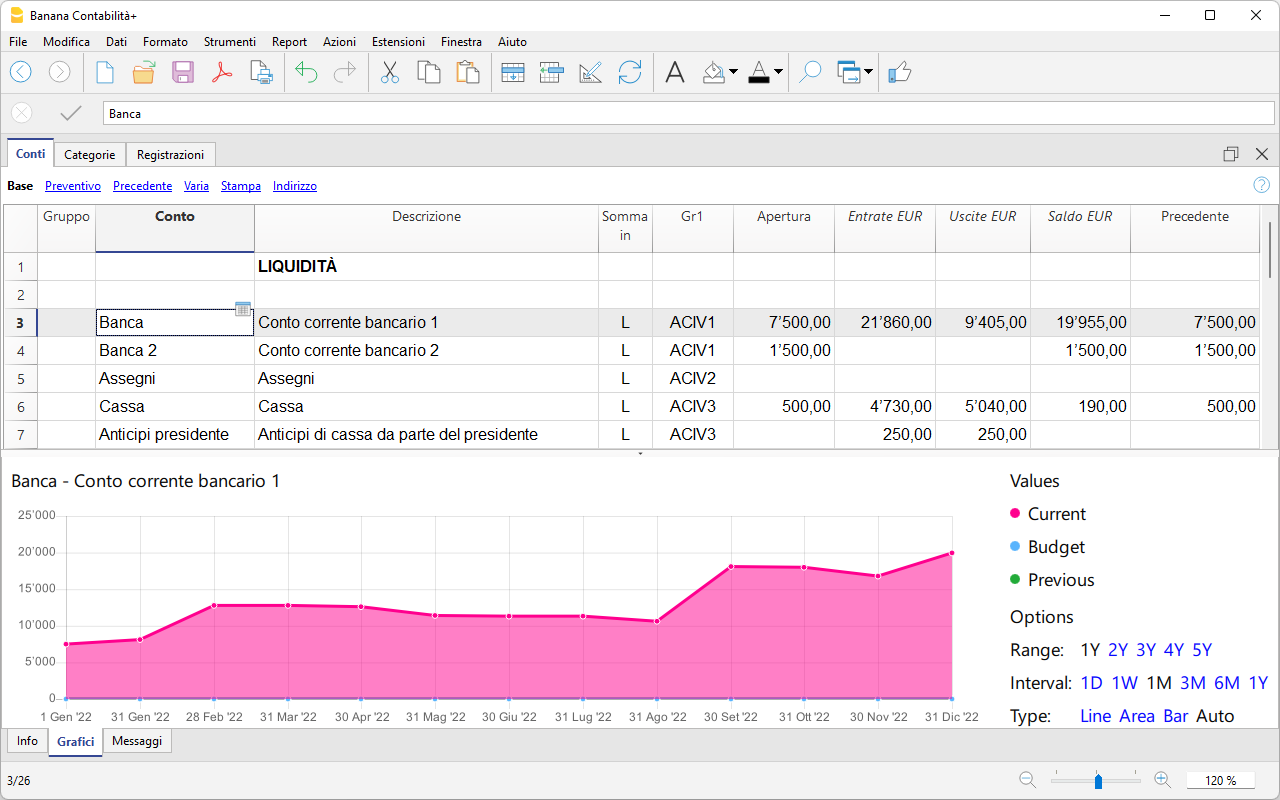 Banana Contabilità+
File Modifica Dati Formato Strumenti Report Azioni Estensioni Finestra Aiuto
Banca
Conti Categorie Registrazioni
Base Preventivo Precedente Varia Stampa Indirizzo
Gruppo Conto Descrizione Somma in Gr1 Apertura Entrate EUR Uscite EUR Saldo EUR Precedente
1 LIQUIDITÀ
2
3 Banca Conto corrente bancario 1 L ACIV1 7’500,00 21’860,00 9’405,00 19’955,00 7’500,00
4 Banca 2 Conto corrente bancario 2 L ACIV1 1’500,00 1’500,00 1’500,00
5 Assegni Assegni L ACIV2
6 Cassa Cassa L ACIV3 500,00 4’730,00 5’040,00 190,00 500,00
7 Anticipi presidente Anticipi di cassa da parte del presidente L ACIV3 250,00 250,00
Banca - Conto corrente bancario 1
25'000
20'000
15'000
10'000
5'000
0
1 Gen '22 31 Gen '22 28 Feb '22 31 Mar '22 30 Apr '22 31 Mag '22 30 Giu '22 31 Lug '22 31 Ago '22 30 Set '22 31 Ott '22 30 Nov '22 31 Dic '22
Values
Current
Budget
Previous
Options
Range: 1Y 2Y 3Y 4Y 5Y
Interval: 1D 1W 1M 3M 6M 1Y
Type: Line Area Bar Auto
Info Grafici Messaggi
3/26 120 %